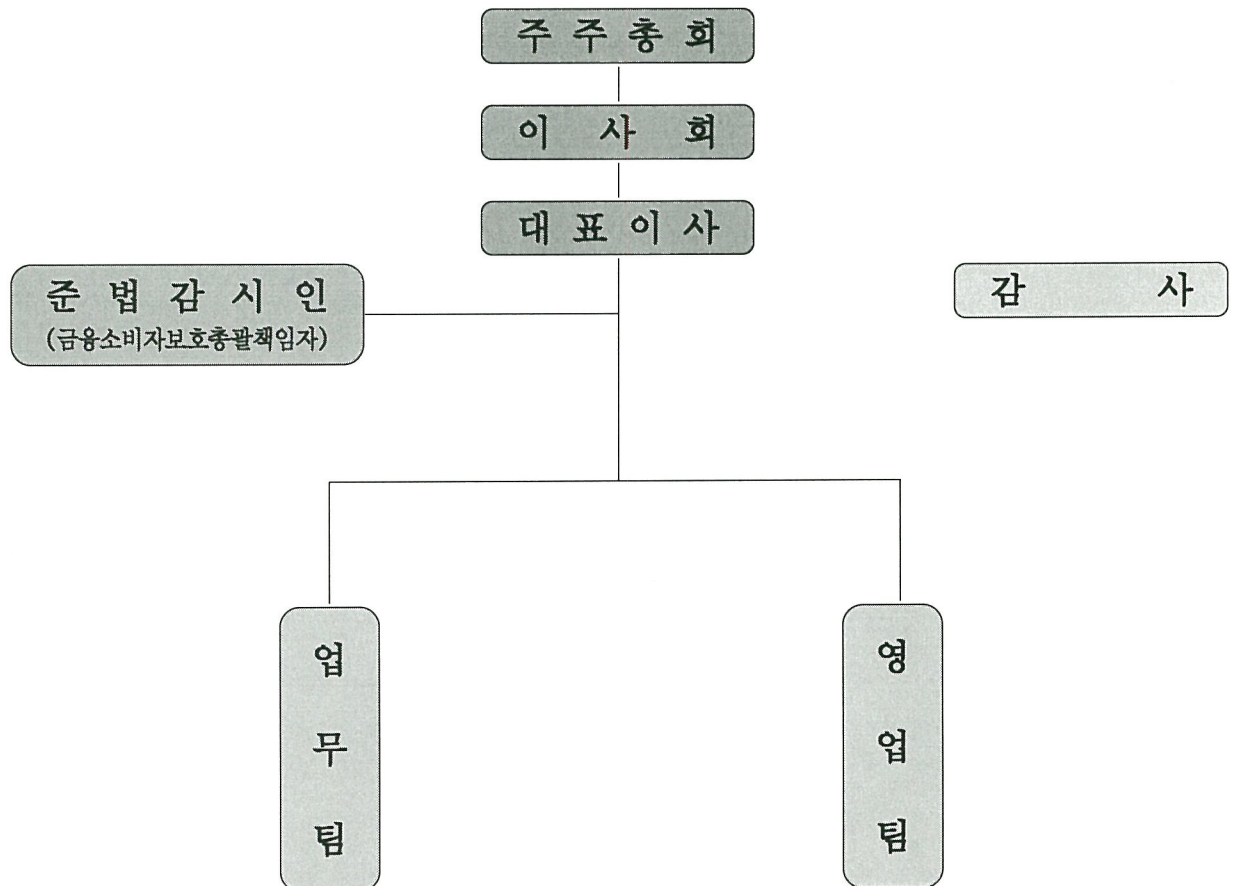 주 주 총 회
이 사 회
대 표 이 사
준 법 감 시 인
(금융소비자보호총괄책임자)
감 사
업
무
팀
영
업
팀